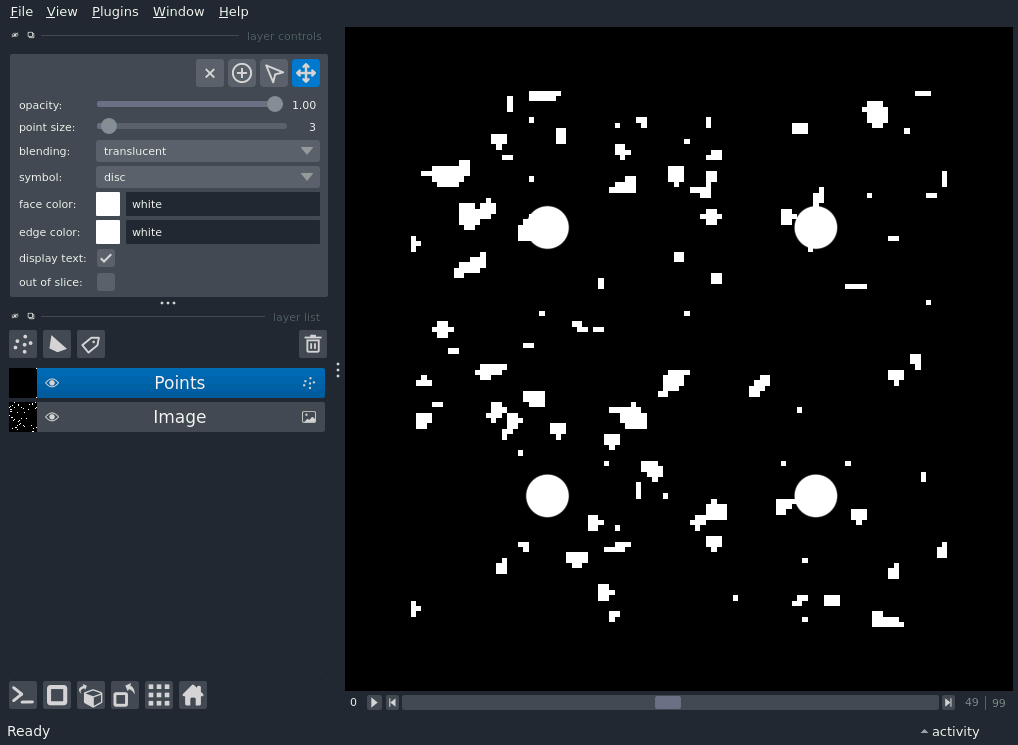 File View Plugins Window Help
layer controls
opacity: 1.00
point size: 3
blending: translucent
symbol: disc
face color: white
edge color: white
display text:
out of slice:
layer list
Points
Image
0 49 99
Ready activity